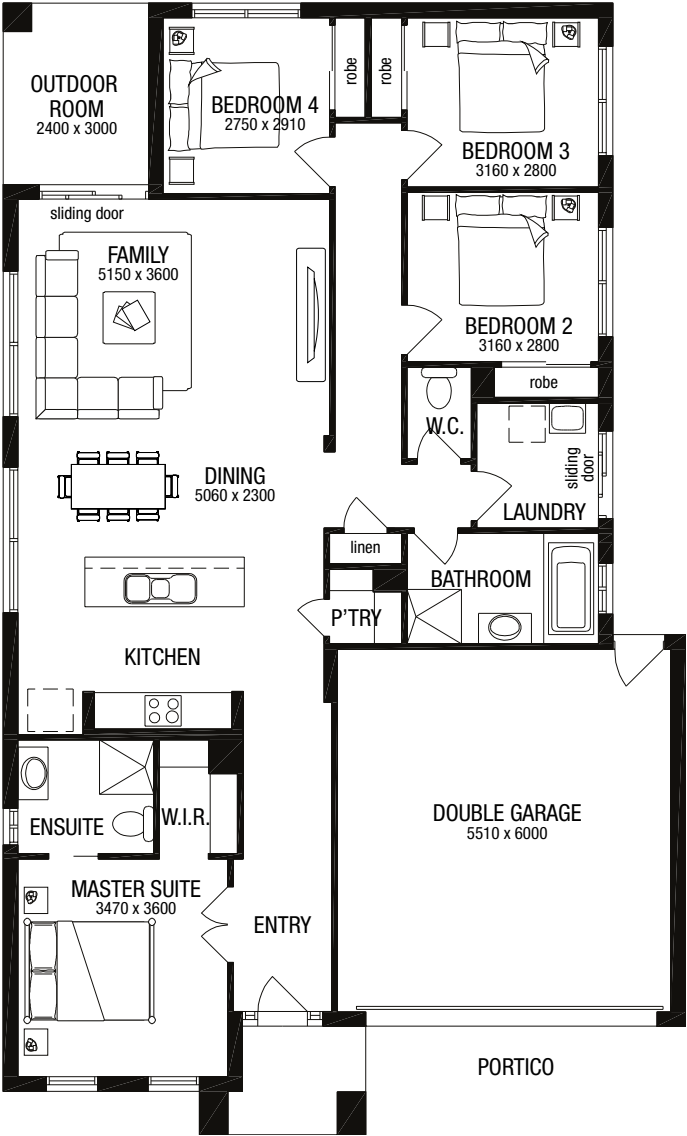 OUTDOOR
ROOM
2400 x 3000
BEDROOM 4
2750 x 2910
robe
robe
BEDROOM 3
3160 x 2800
sliding door
FAMILY
5150 x 3600
BEDROOM 2
3160 x 2800
robe
W.C.
DINING
5060 x 2300
sliding
door
LAUNDRY
linen
BATHROOM
P'TRY
KITCHEN
ENSUITE
W.I.R.
DOUBLE GARAGE
5510 x 6000
MASTER SUITE
3470 x 3600
ENTRY
PORTICO